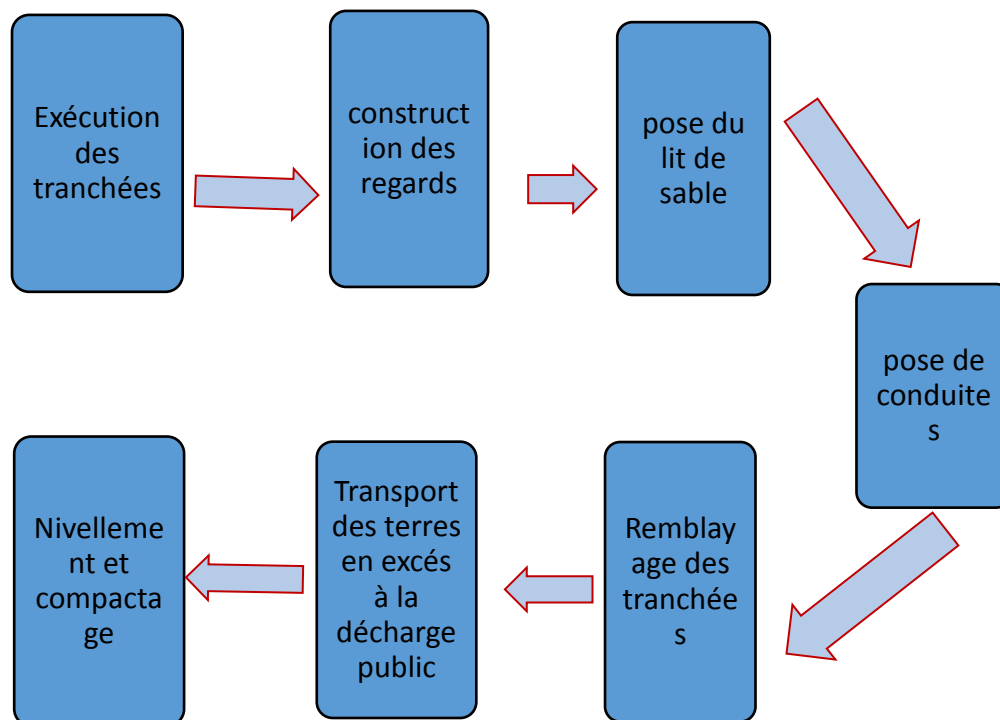 Exécution
des
tranchées
construct
ion des
regards
pose du
lit de
sable
pose de
conduite
s
Remblay
age des
tranchée
s
Transport
des terres
en excés
à la
décharge
public
Nivelleme
nt et
compacta
ge